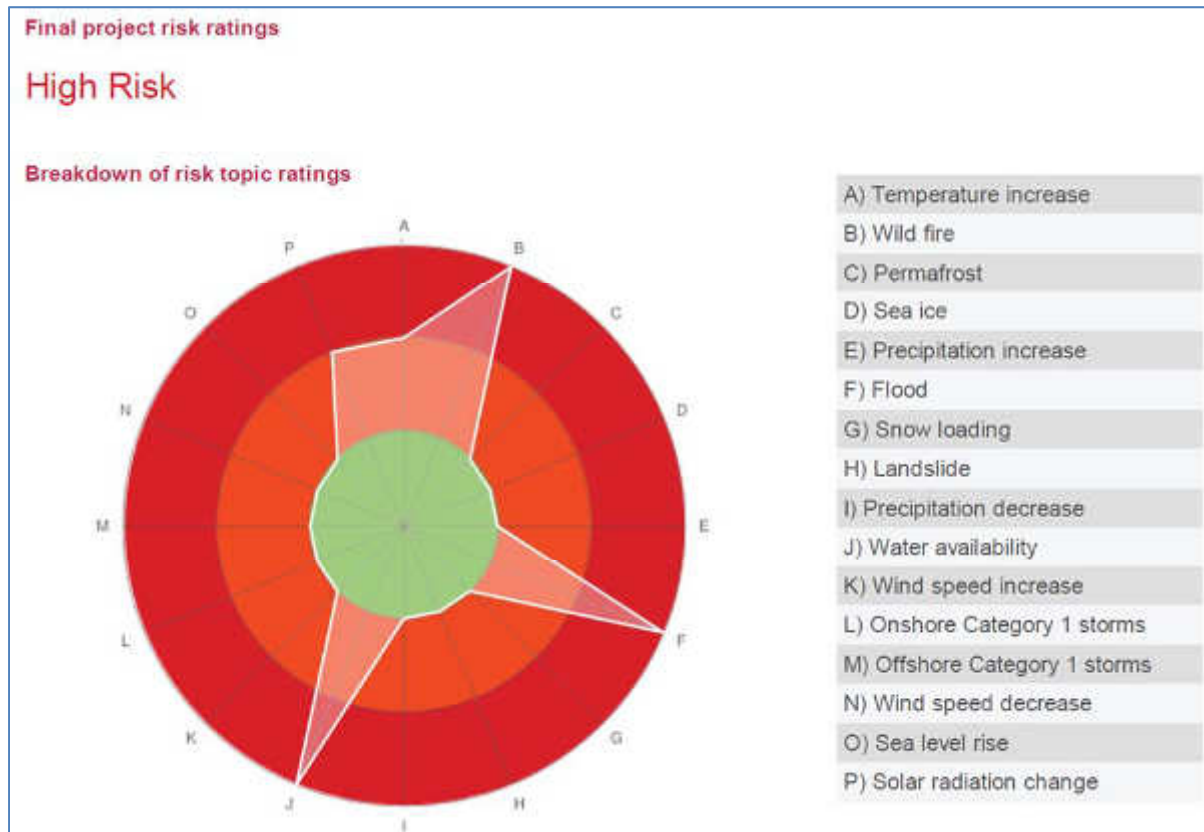 Final project risk ratings
High Risk
Breakdown of risk topic ratings
A
B
C
D
E
F
G
H
I
J
K
L
M
N
O
P
A) Temperature increase
B) Wild fire
C) Permafrost
D) Sea ice
E) Precipitation increase
F) Flood
G) Snow loading
H) Landslide
I) Precipitation decrease
J) Water availability
K) Wind speed increase
L) Onshore Category 1 storms
M) Offshore Category 1 storms
N) Wind speed decrease
O) Sea level rise
P) Solar radiation change